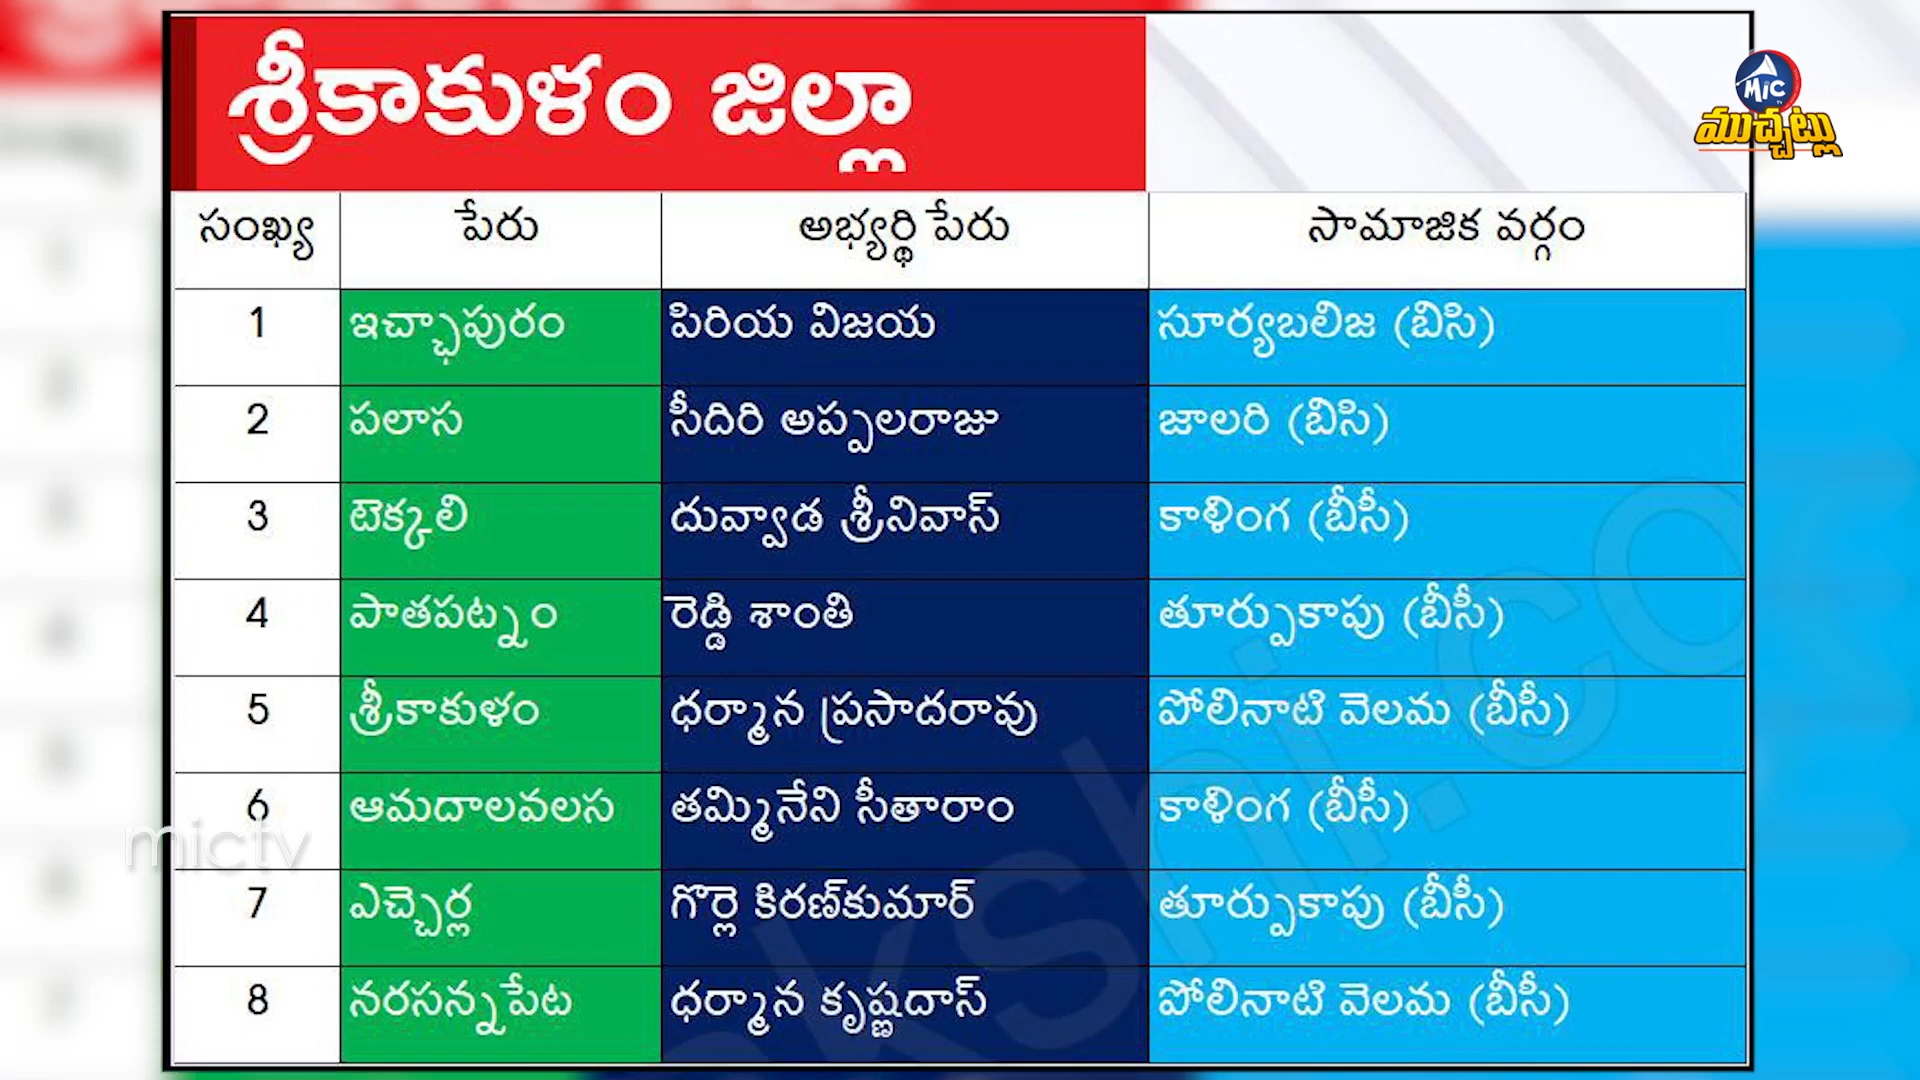 శ్రీకాకుళం జిల్లా
MiC
ముచ్చట్లు
సంఖ్య పేరు అభ్యర్థి పేరు సామాజిక వర్గం
1 ఇచ్ఛాపురం పిరియ విజయ సూర్యబలిజ (బిసి)
2 పలాస సీదిరి అప్పలరాజు జాలరి (బిసి)
3 టెక్కలి దువ్వాడ శ్రీనివాస్ కాళింగ (బీసీ)
4 పాతపట్నం రెడ్డి శాంతి తూర్పుకాపు (బీసీ)
5 శ్రీకాకుళం ధర్మాన ప్రసాదరావు పోలినాటి వెలమ (బీసీ)
6 ఆమదాలవలస తమ్మినేని సీతారాం కాళింగ (బీసీ)
7 ఎచ్చెర్ల గొర్లె కిరణ్‌కుమార్ తూర్పుకాపు (బీసీ)
8 నరసన్నపేట ధర్మాన కృష్ణదాస్ పోలినాటి వెలమ (బీసీ)
mictv